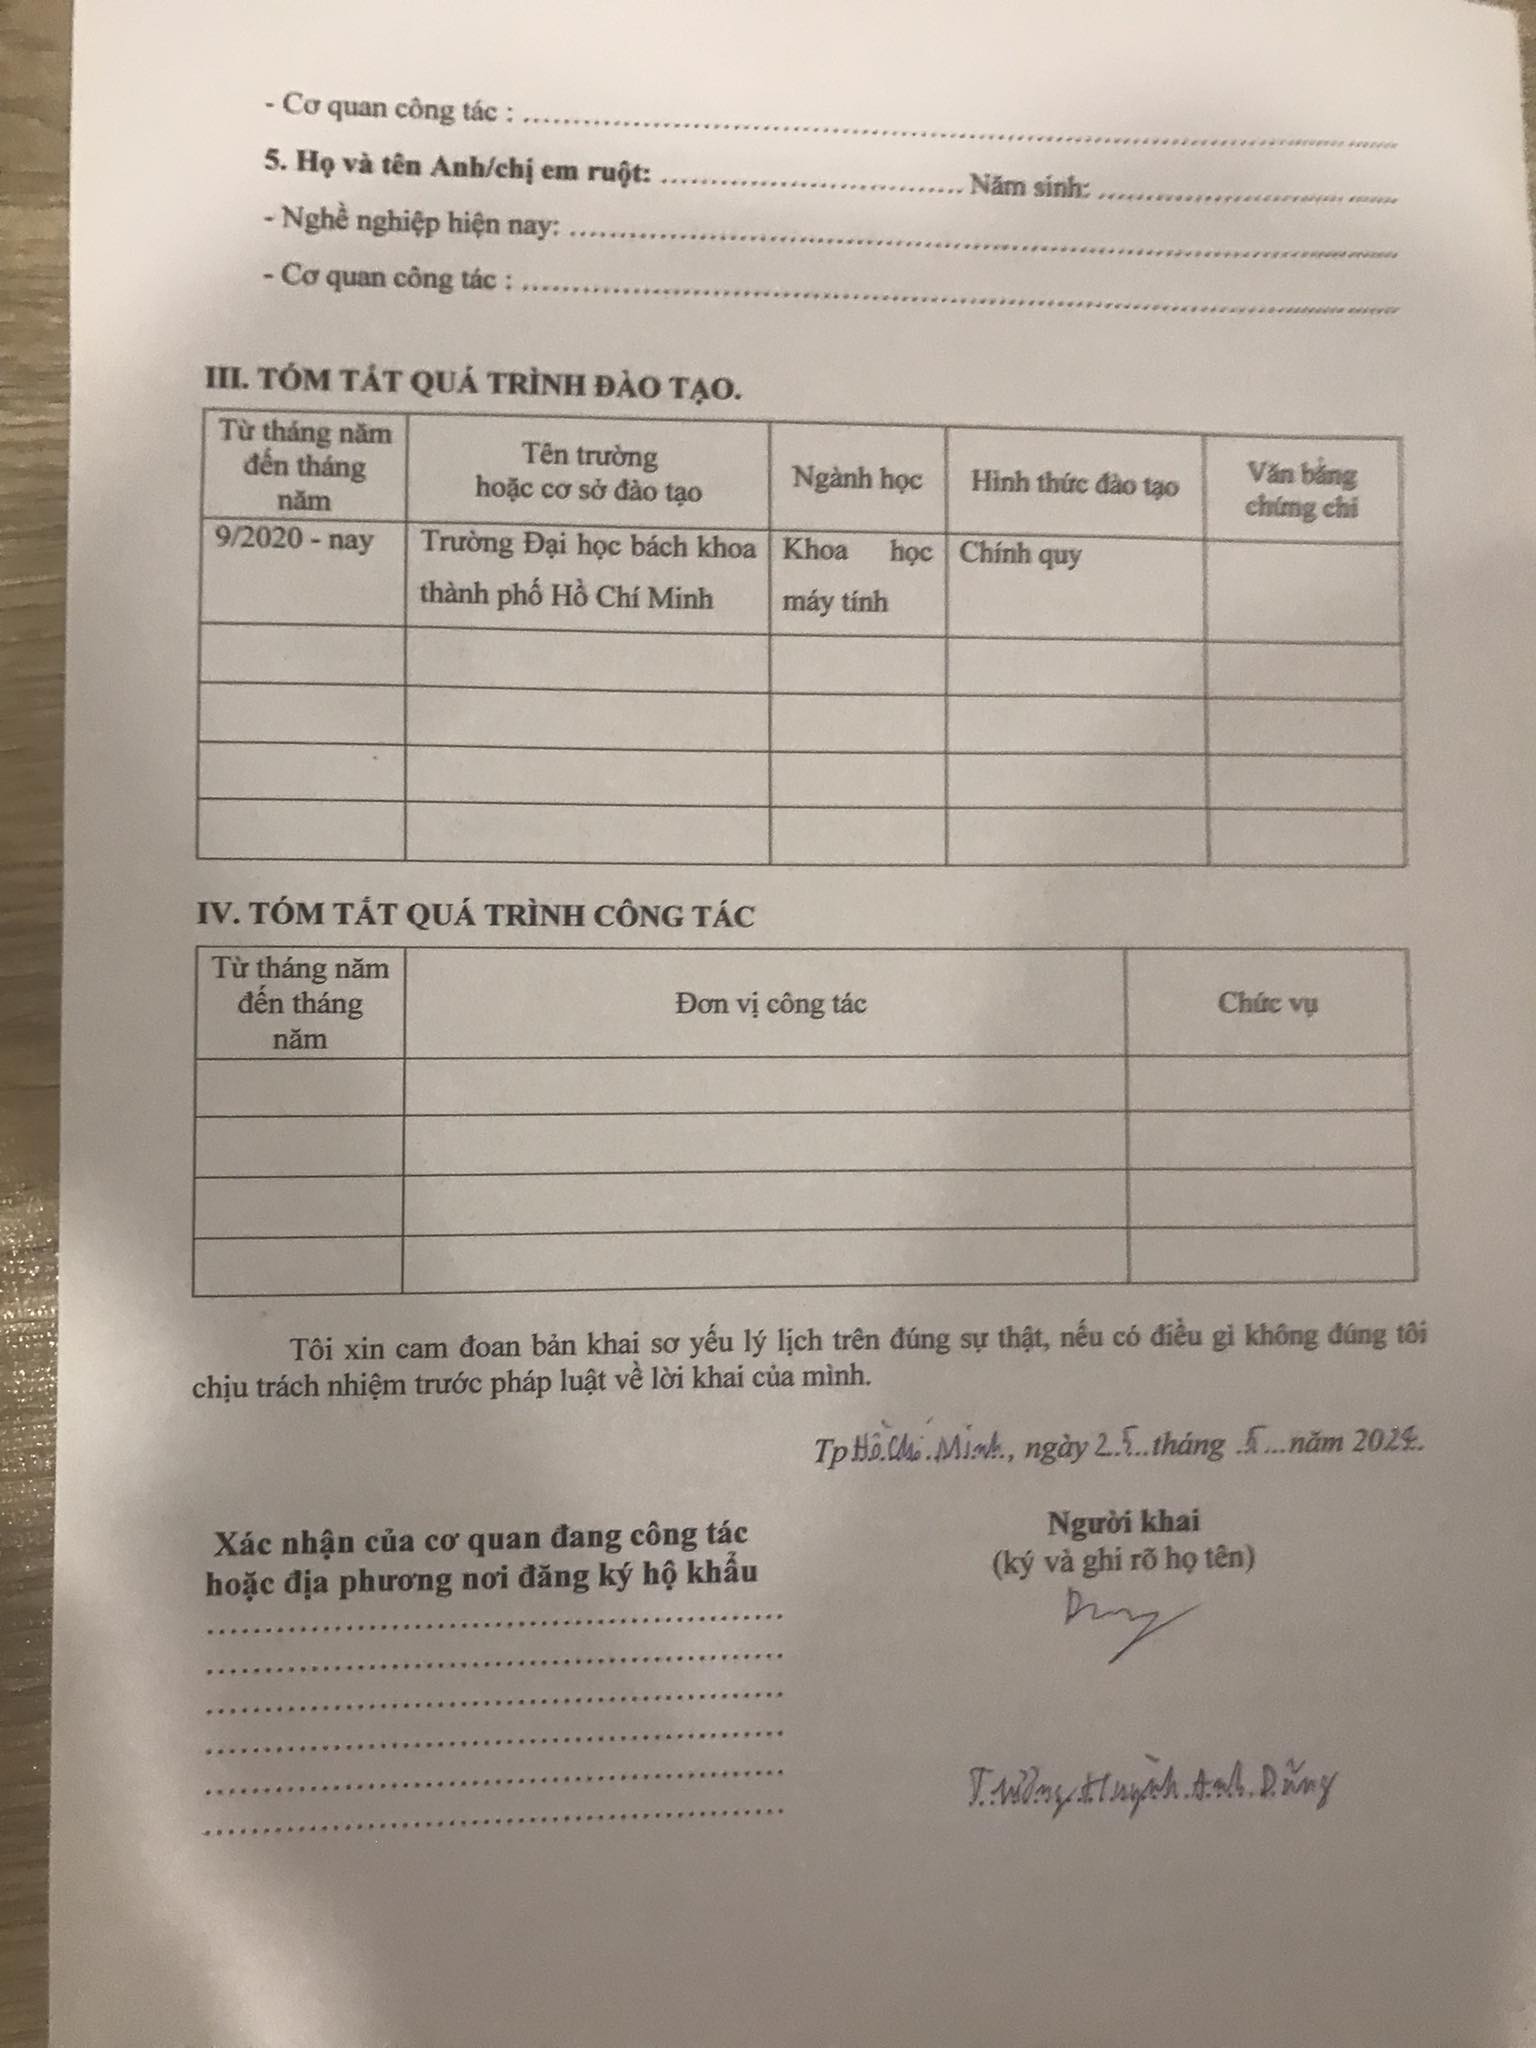 - Cơ quan công tác : ........................................................................
5. Họ và tên Anh/chị em ruột: .............................. Năm sinh: ..............................
- Nghề nghiệp hiện nay: ........................................................................
- Cơ quan công tác : ........................................................................
III. TÓM TẮT QUÁ TRÌNH ĐÀO TẠO.
Từ tháng năm
đến tháng
năm
Tên trường
hoặc cơ sở đào tạo
Ngành học
Hình thức đào tạo
Văn bằng
chứng chỉ
9/2020 - nay
Trường Đại học bách khoa
thành phố Hồ Chí Minh
Khoa học
máy tính
Chính quy
IV. TÓM TẮT QUÁ TRÌNH CÔNG TÁC
Từ tháng năm
đến tháng
năm
Đơn vị công tác
Chức vụ
Tôi xin cam đoan bản khai sơ yếu lý lịch trên đúng sự thật, nếu có điều gì không đúng tôi
chịu trách nhiệm trước pháp luật về lời khai của mình.
Tp Hồ Chí Minh, ngày 25 tháng 5 năm 2024.
Xác nhận của cơ quan đang công tác
hoặc địa phương nơi đăng ký hộ khẩu
Người khai
(ký và ghi rõ họ tên)
Dũng
Trương Huỳnh Anh Dũng